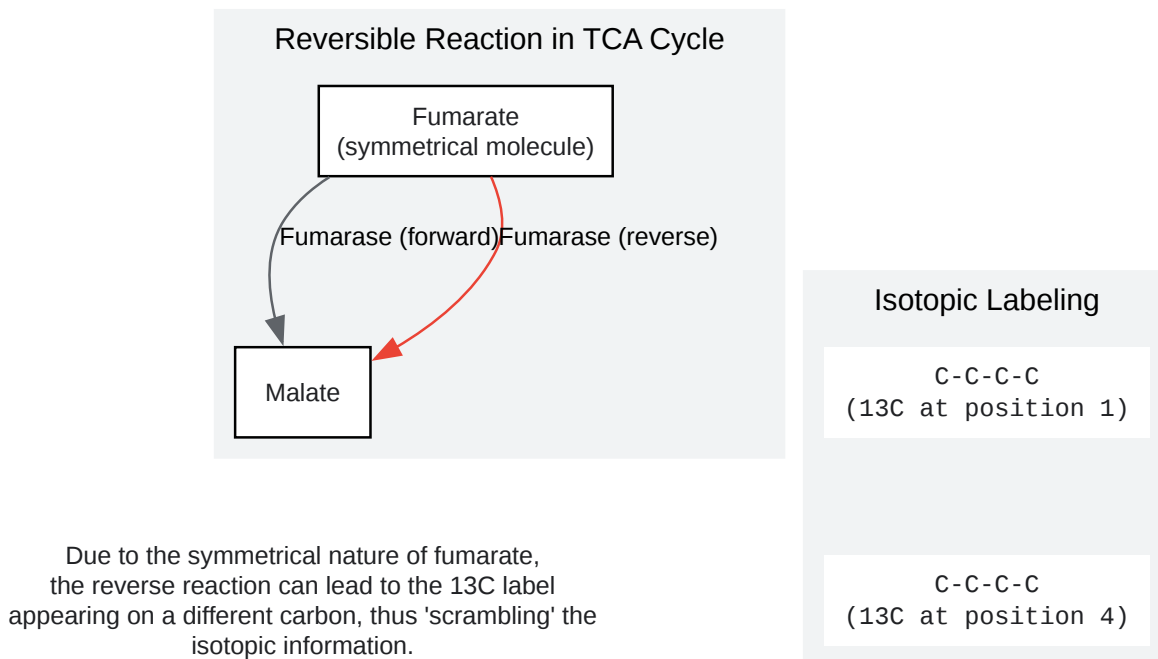 Reversible Reaction in TCA Cycle
Fumarate
(symmetrical molecule)
Fumarase (forward)
Fumarase (reverse)
Malate
Isotopic Labeling
C-C-C-C
(13C at position 1)
C-C-C-C
(13C at position 4)
Due to the symmetrical nature of fumarate,
the reverse reaction can lead to the 13C label
appearing on a different carbon, thus 'scrambling' the
isotopic information.